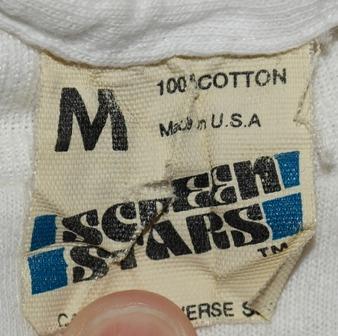 M
100% COTTON
Made in U.S.A
SCREEN
STARS
™
VERSE